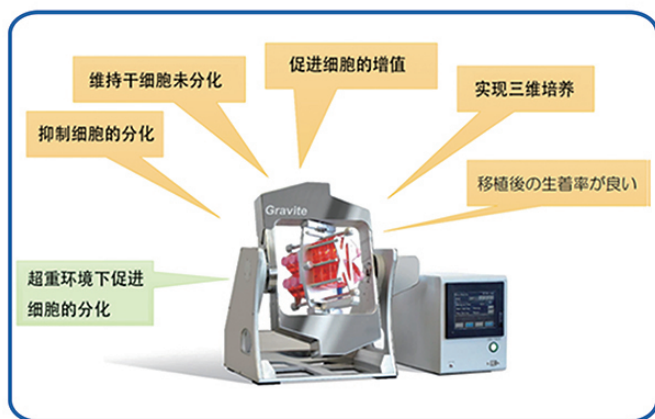 促进细胞的增值
维持干细胞未分化
实现三维培养
抑制细胞的分化
移植後の生着率が良い
Gravite
超重环境下促进
细胞的分化